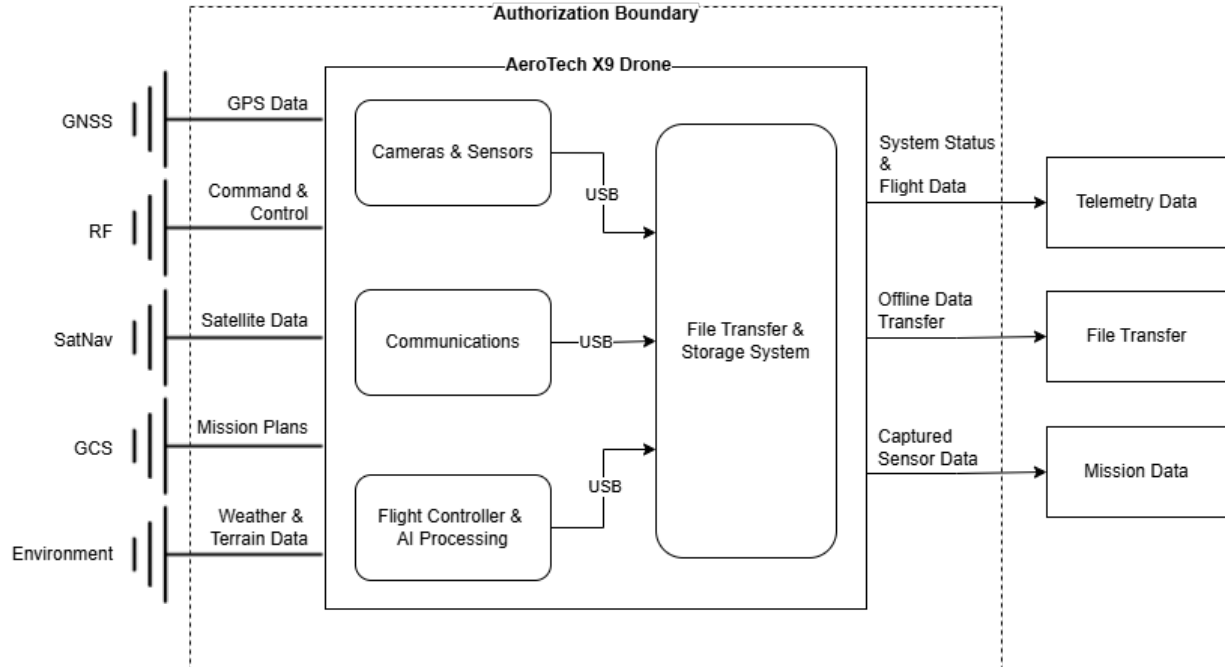 Authorization Boundary
AeroTech X9 Drone
GNSS
GPS Data
RF
Command &
Control
SatNav
Satellite Data
GCS
Mission Plans
Environment
Weather &
Terrain Data
Cameras & Sensors
USB
Communications
USB
Flight Controller &
AI Processing
USB
File Transfer &
Storage System
System Status
&
Flight Data
Telemetry Data
Offline Data
Transfer
File Transfer
Captured
Sensor Data
Mission Data